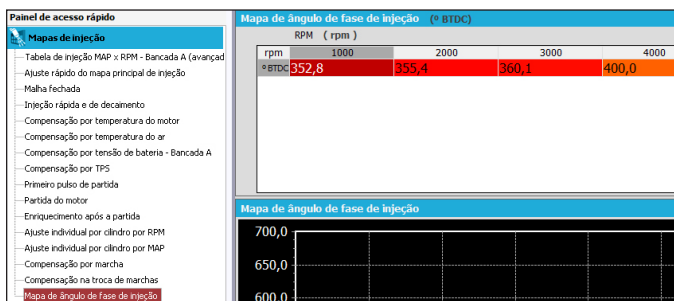 Painel de acesso rápido
Mapas de injeção
Tabela de injeção MAP x RPM - Bancada A (avançad
Ajuste rápido do mapa principal de injeção
Malha fechada
Injeção rápida e de decaimento
Compensação por temperatura do motor
Compensação por temperatura do ar
Compensação por tensão de bateria - Bancada A
Compensação por TPS
Primeiro pulso de partida
Partida do motor
Enriquecimento após a partida
Ajuste individual por cilindro por RPM
Ajuste individual por cilindro por MAP
Compensação por marcha
Compensação na troca de marchas
Mapa de ângulo de fase de injeção
Mapa de ângulo de fase de injeção (º BTDC)
RPM ( rpm )
rpm 1000 2000 3000 4000
º BTDC 352,8 355,4 360,1 400,0
Mapa de ângulo de fase de injeção
700,0
650,0
600,0